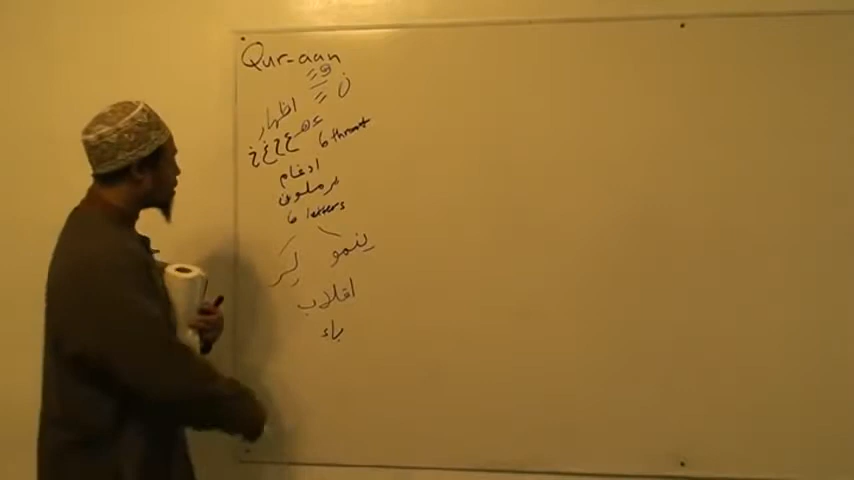 Qur-aan
ن
اظهار
ء ه ع ح غ خ 6 throat
ادغام
يرملون
6 letters
ينمو
لر
اقلاب
باء